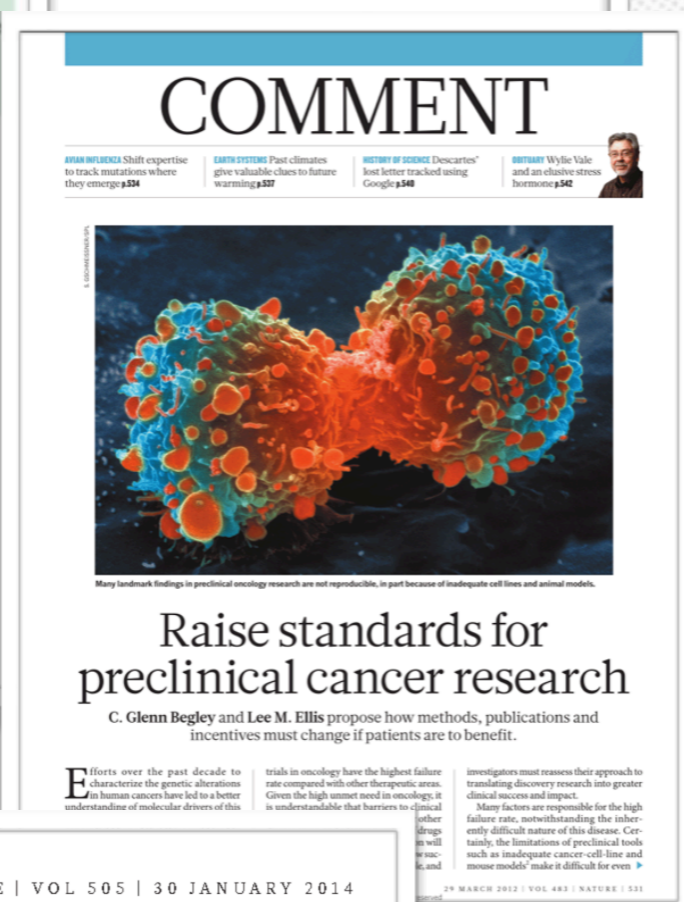 COMMENT
AVIAN INFLUENZA Shift expertise
to track mutations where
they emerge p.534
EARTH SYSTEMS Past climates
give valuable clues to future
warming p.537
HISTORY OF SCIENCE Descartes'
lost letter tracked using
Google p.540
OBITUARY Wylie Vale
and an elusive stress
hormone p.542
S. GSCHMEISSNER/SPL
Many landmark findings in preclinical oncology research are not reproducible, in part because of inadequate cell lines and animal models.
Raise standards for
preclinical cancer research
C. Glenn Begley and Lee M. Ellis propose how methods, publications and
incentives must change if patients are to benefit.
Efforts over the past decade to
characterize the genetic alterations
in human cancers have led to a better
understanding of molecular drivers of this
trials in oncology have the highest failure
rate compared with other therapeutic areas.
Given the high unmet need in oncology, it
is understandable that barriers to clinical
other
drugs
n will
w suc-
le, and
investigators must reassess their approach to
translating discovery research into greater
clinical success and impact.
Many factors are responsible for the high
failure rate, notwithstanding the inher-
ently difficult nature of this disease. Cer-
tainly, the limitations of preclinical tools
such as inadequate cancer-cell-line and
mouse models² make it difficult for even
29 MARCH 2012 | VOL 483 | NATURE | 531
reserved
E | VOL 505 | 30 JANUARY 2014